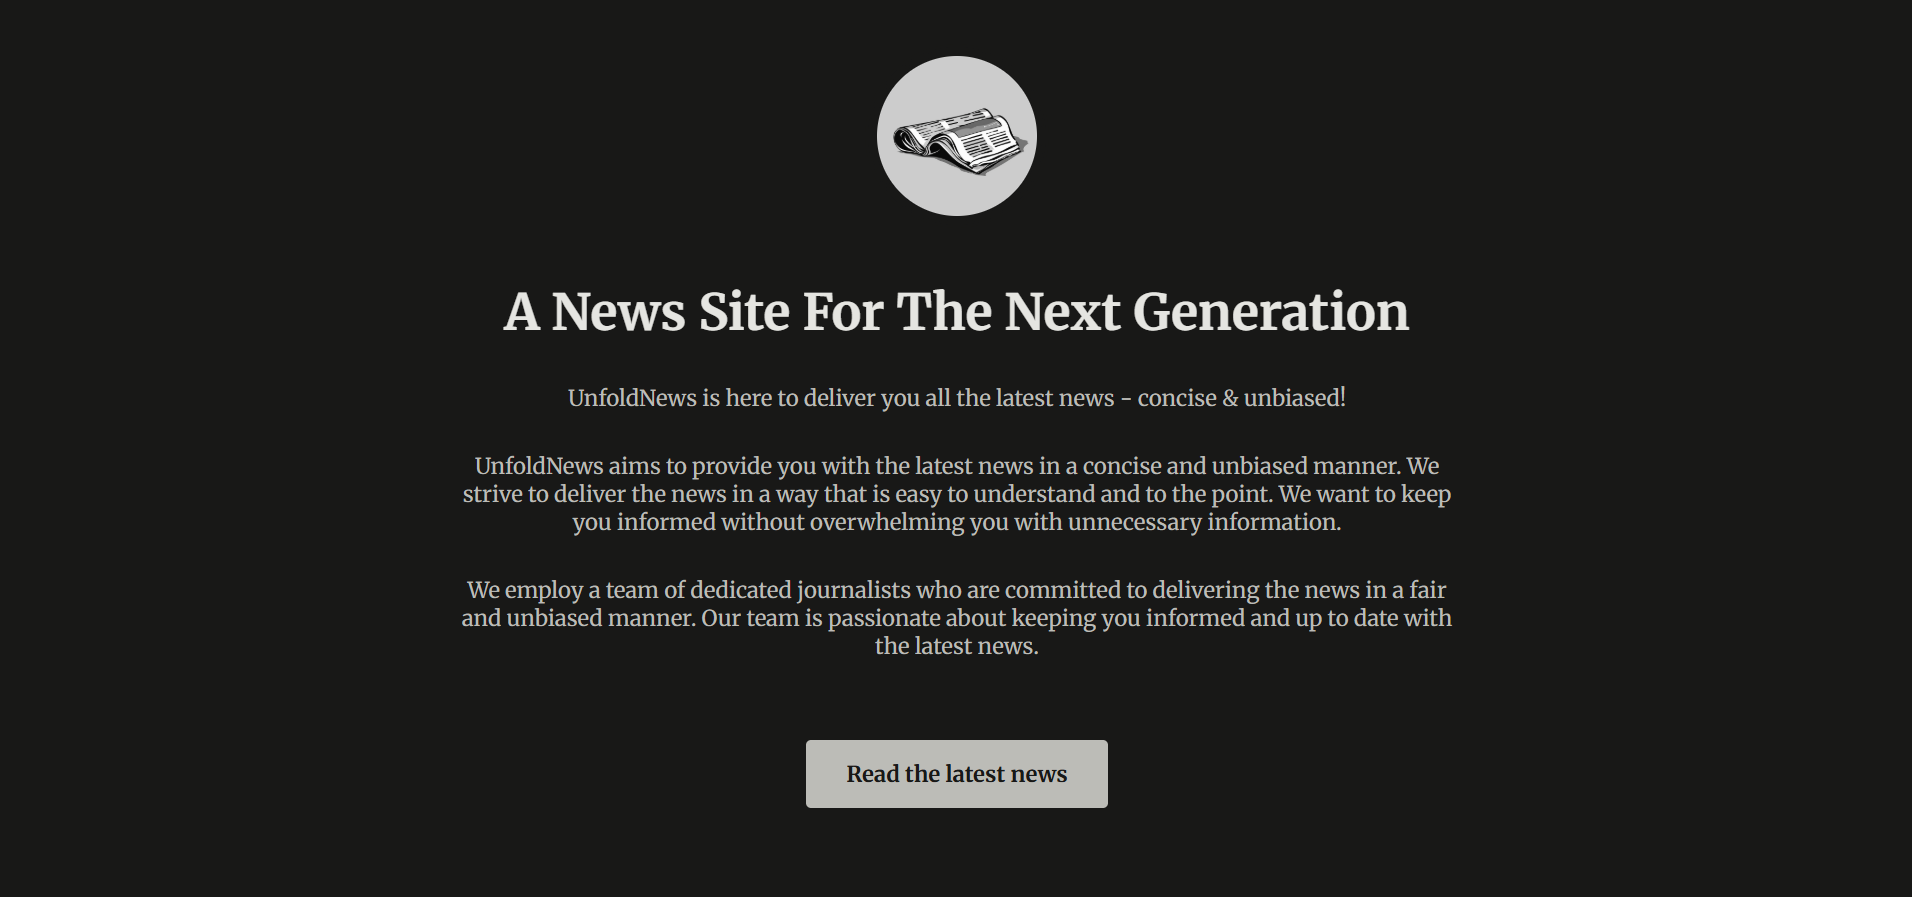 A News Site For The Next Generation
UnfoldNews is here to deliver you all the latest news - concise & unbiased!
UnfoldNews aims to provide you with the latest news in a concise and unbiased manner. We
strive to deliver the news in a way that is easy to understand and to the point. We want to keep
you informed without overwhelming you with unnecessary information.
We employ a team of dedicated journalists who are committed to delivering the news in a fair
and unbiased manner. Our team is passionate about keeping you informed and up to date with
the latest news.
Read the latest news